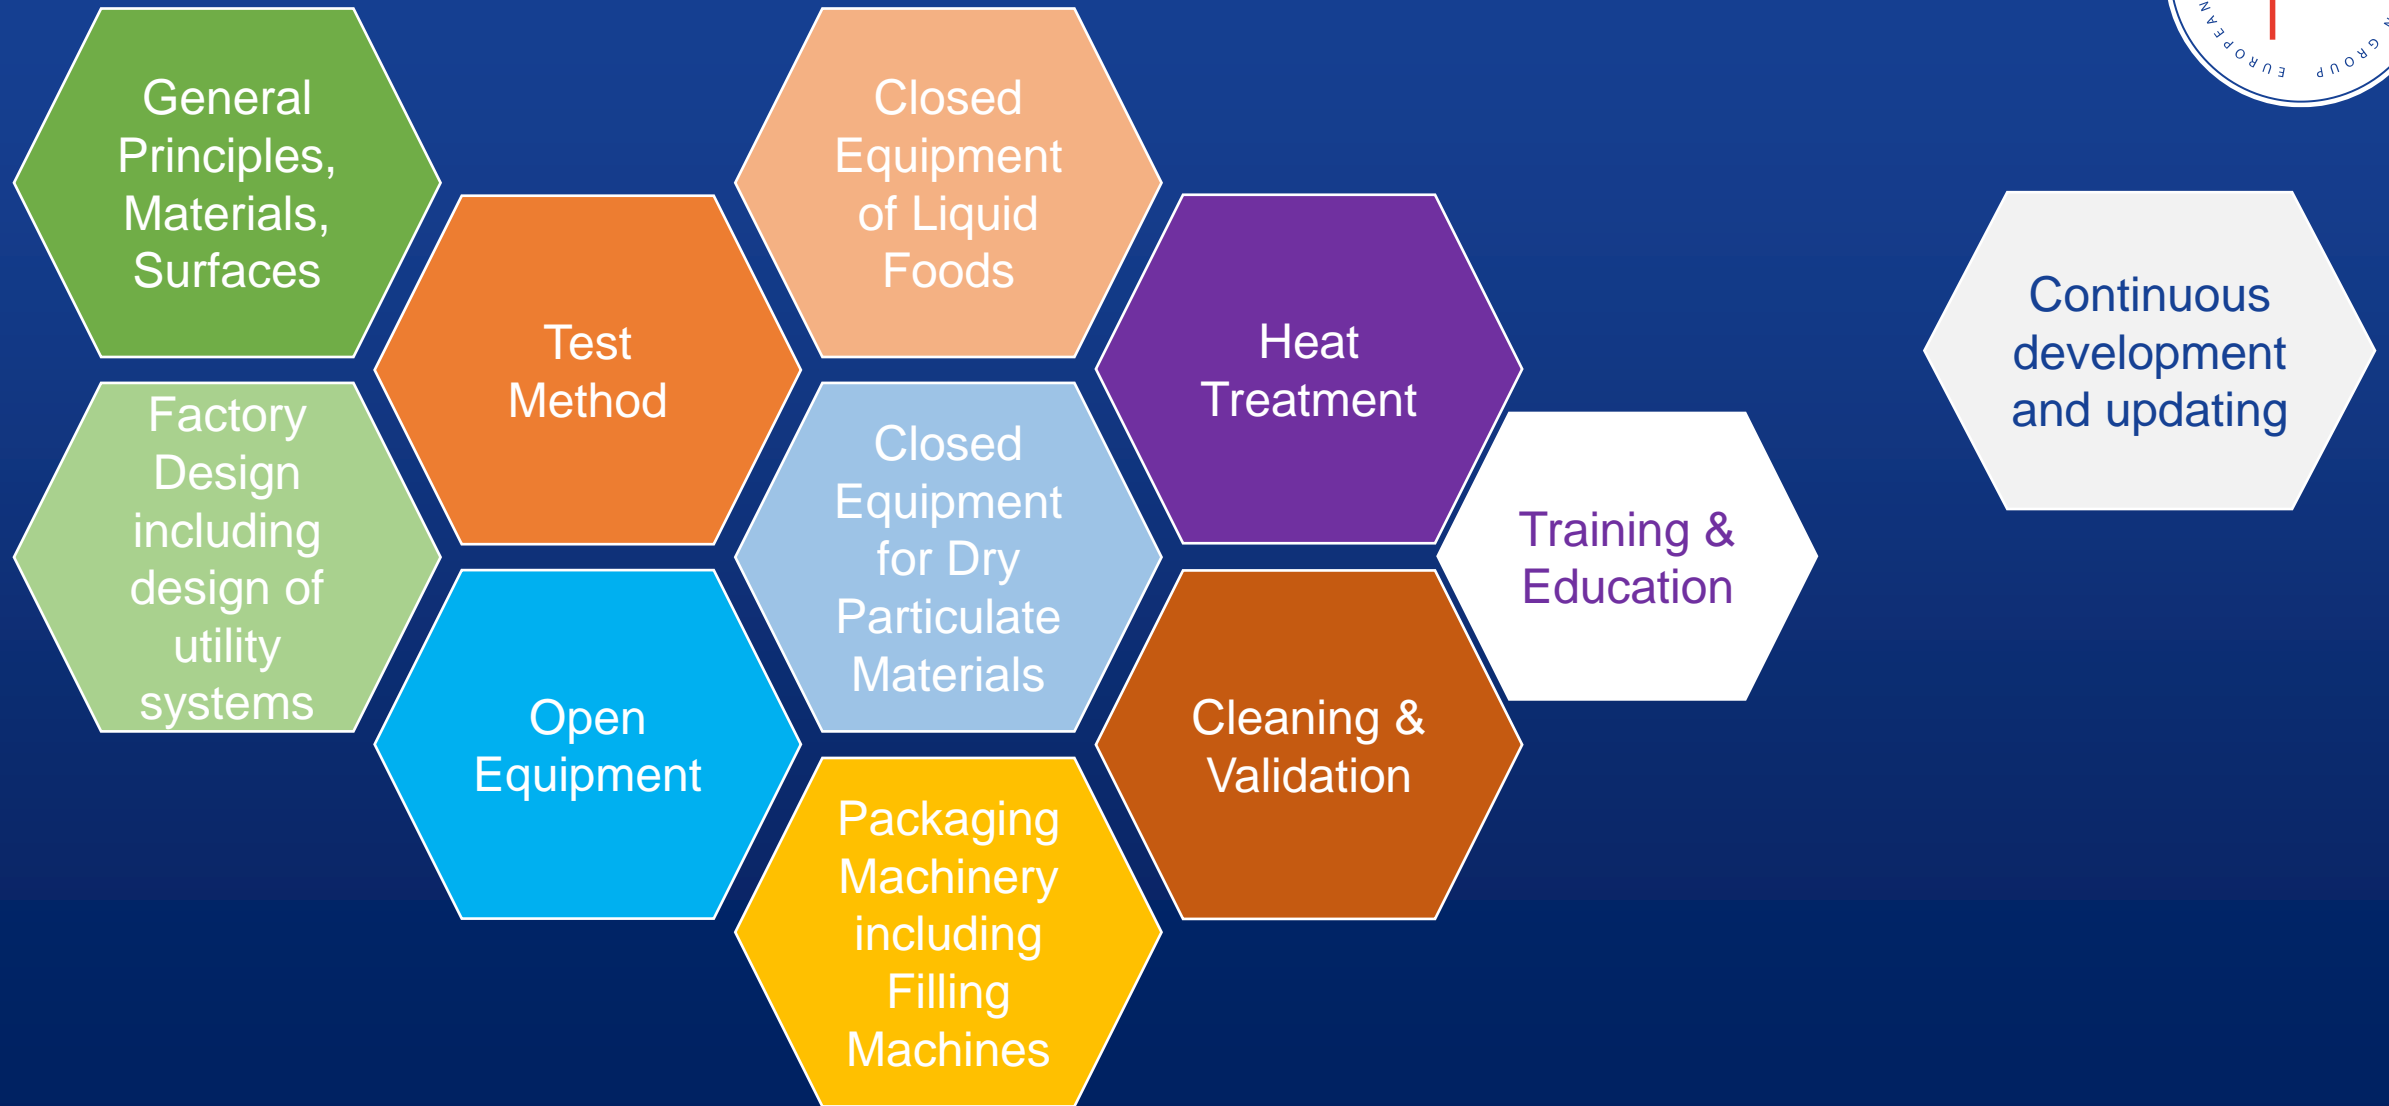 General
Principles,
Materials,
Surfaces
Factory
Design
including
design of
utility
systems
Test
Method
Open
Equipment
Closed
Equipment
of Liquid
Foods
Closed
Equipment
for Dry
Particulate
Materials
Packaging
Machinery
including
Filling
Machines
Heat
Treatment
Cleaning &
Validation
Training &
Education
Continuous
development
and updating
EUROPEAN
GROUP